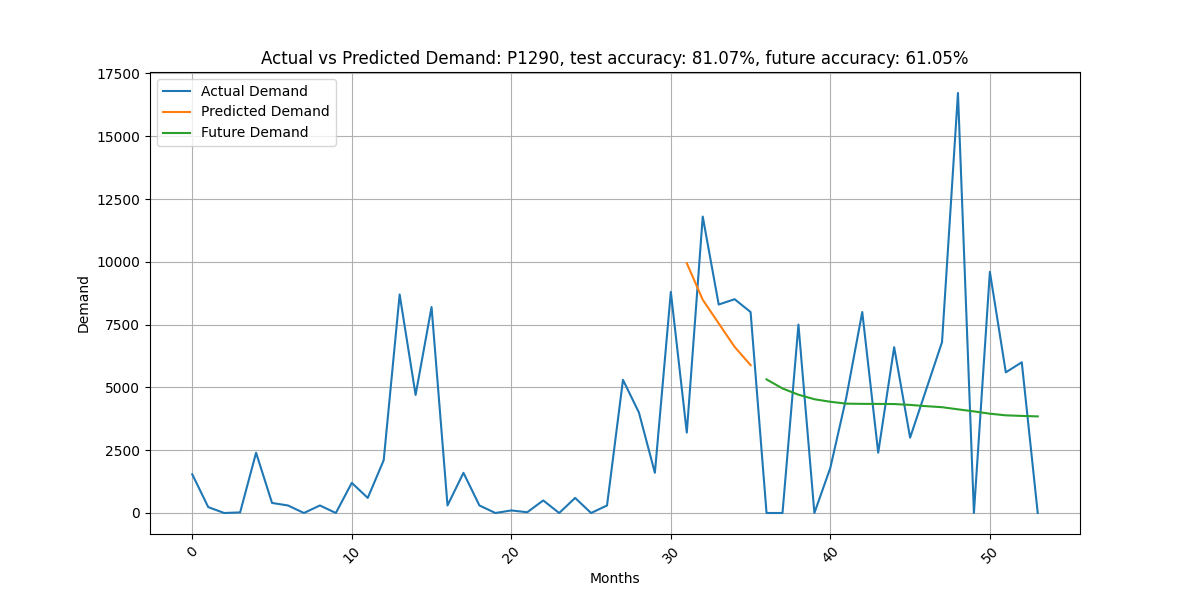 Actual vs Predicted Demand: P1290, test accuracy: 81.07%, future accuracy: 61.05%
Actual Demand
Predicted Demand
Future Demand
17500
15000
12500
10000
7500
5000
2500
0
Demand
0
10
20
30
40
50
Months